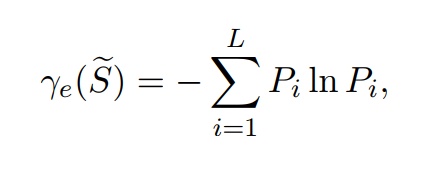 γ_e(S̃) = − ∑_{i=1}^{L} P_i ln P_i,